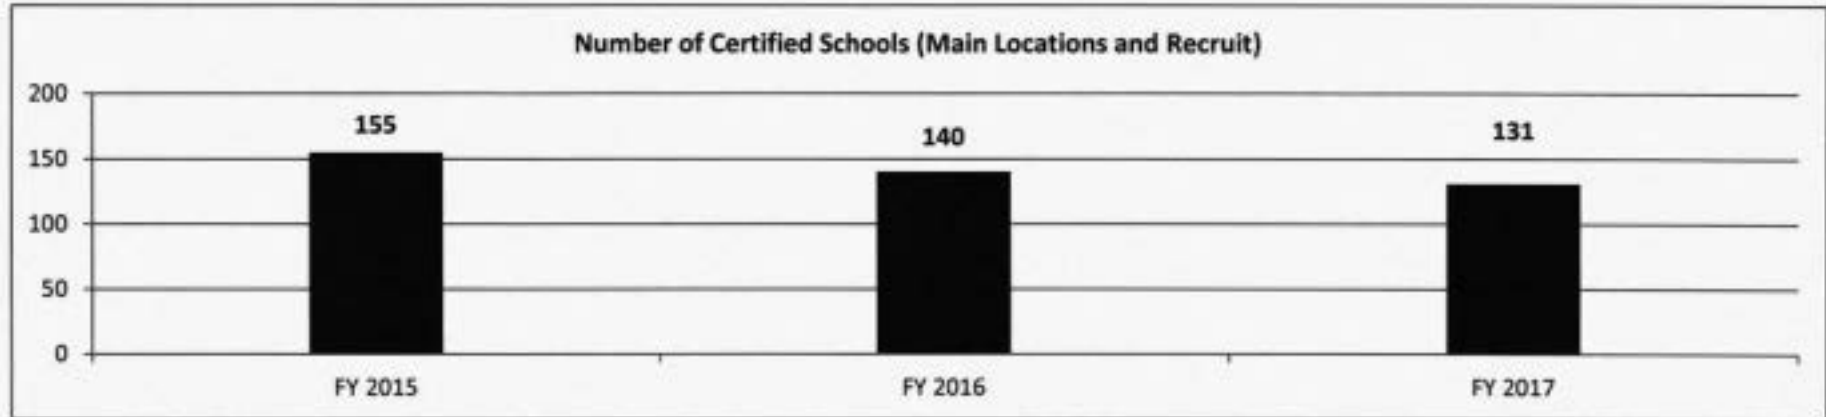 Number of Certified Schools (Main Locations and Recruit)
200
155
140
131
150
100
50
0
FY 2015
FY 2016
FY 2017